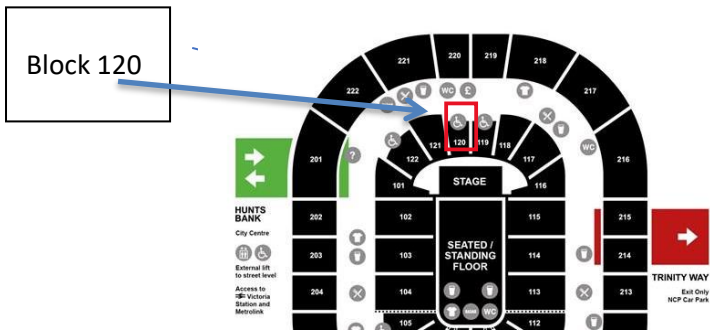 Block 120
220
219
221
218
222
217
WC
£
WC
121
120
119
118
?
122
117
201
216
101
STAGE
116
HUNTS
BANK
City Centre
202
102
115
215
203
103
SEATED /
STANDING
FLOOR
114
214
External lift
to street level
TRINITY WAY
Exit Only
NCP Car Park
Access to
Victoria
Station and
Metrolink
204
104
113
213
WC
105
112